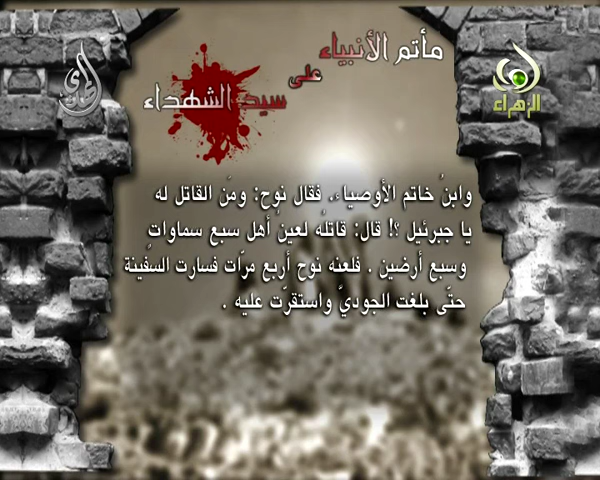 مأتم الأنبياء
على
سيد الشهداء
الزهراء
وابنُ خاتم الأوصياء. فقال نوح: ومَن القاتل له
يا جبرئيل ؟! قال: قاتلُه لعينُ أهل سبع سماواتٍ
وسبع أرضين . فلعنه نوح أربع مرّات فسارت السفينة
حتّى بلغت الجوديَّ واستقرّت عليه .